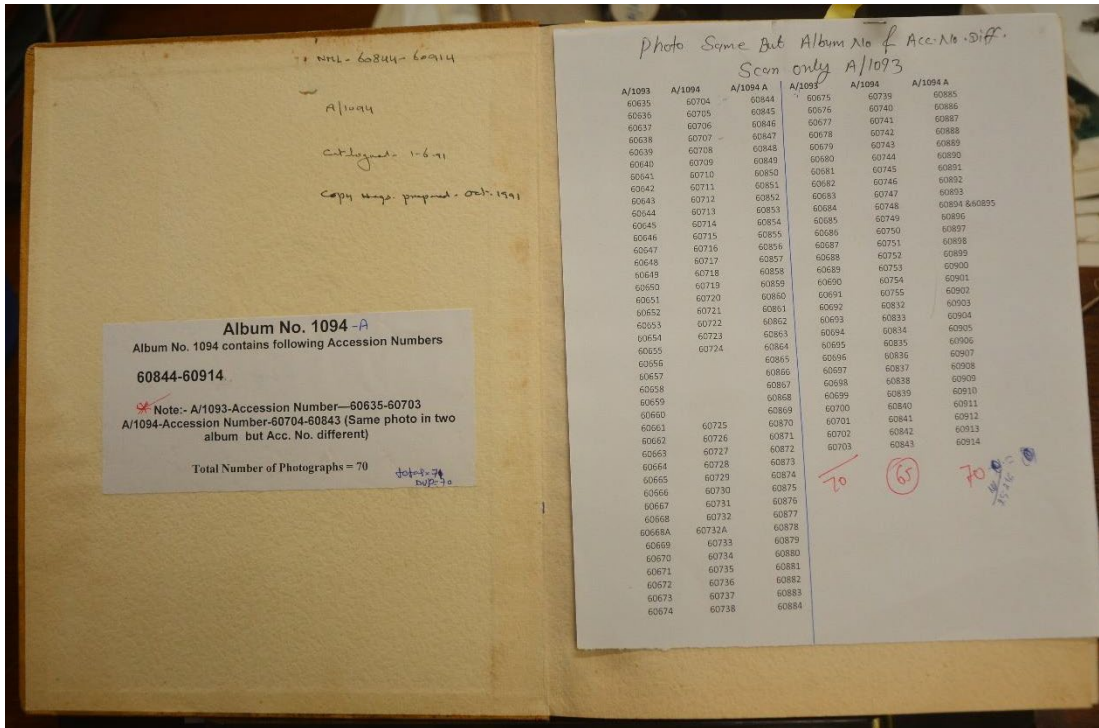 NML - 60844 - 60914
A/1094
Catalogued - 1-6-91
Copy negs. prepared - Oct. 1991
Album No. 1094 -A
Album No. 1094 contains following Accession Numbers
60844-60914
Note:- A/1093-Accession Number—60635-60703
A/1094-Accession Number-60704-60843 (Same photo in two
album but Acc. No. different)
Total Number of Photographs = 70
Total=71
DUP=70
Photo Same But Album No & Acc-No. Diff.
Scan only A/1093
A/1093 A/1094 A/1094 A A/1093 A/1094 A/1094 A
60635 60704 60844 60675 60739 60885
60636 60705 60845 60676 60740 60886
60637 60706 60846 60677 60741 60887
60638 60707 60847 60678 60742 60888
60639 60708 60848 60679 60743 60889
60640 60709 60849 60680 60744 60890
60641 60710 60850 60681 60745 60891
60642 60711 60851 60682 60746 60892
60643 60712 60852 60683 60747 60893
60644 60713 60853 60684 60748 60894 &60895
60645 60714 60854 60685 60749 60896
60646 60715 60855 60686 60750 60897
60647 60716 60856 60687 60751 60898
60648 60717 60857 60688 60752 60899
60649 60718 60858 60689 60753 60900
60650 60719 60859 60690 60754 60901
60651 60720 60860 60691 60755 60902
60652 60721 60861 60692 60832 60903
60653 60722 60862 60693 60833 60904
60654 60723 60863 60694 60834 60905
60655 60724 60864 60695 60835 60906
60656 60865 60696 60836 60907
60657 60866 60697 60837 60908
60658 60867 60698 60838 60909
60659 60868 60699 60839 60910
60660 60869 60700 60840 60911
60661 60725 60870 60701 60841 60912
60662 60726 60871 60702 60842 60913
60663 60727 60872 60703 60843 60914
60664 60728 60873
60665 60729 60874
60666 60730 60875
60667 60731 60876
60668 60732 60877
60668A 60732A 60878
60669 60733 60879
60670 60734 60880
60671 60735 60881
60672 60736 60882
60673 60737 60883
60674 60738 60884
70 65 70